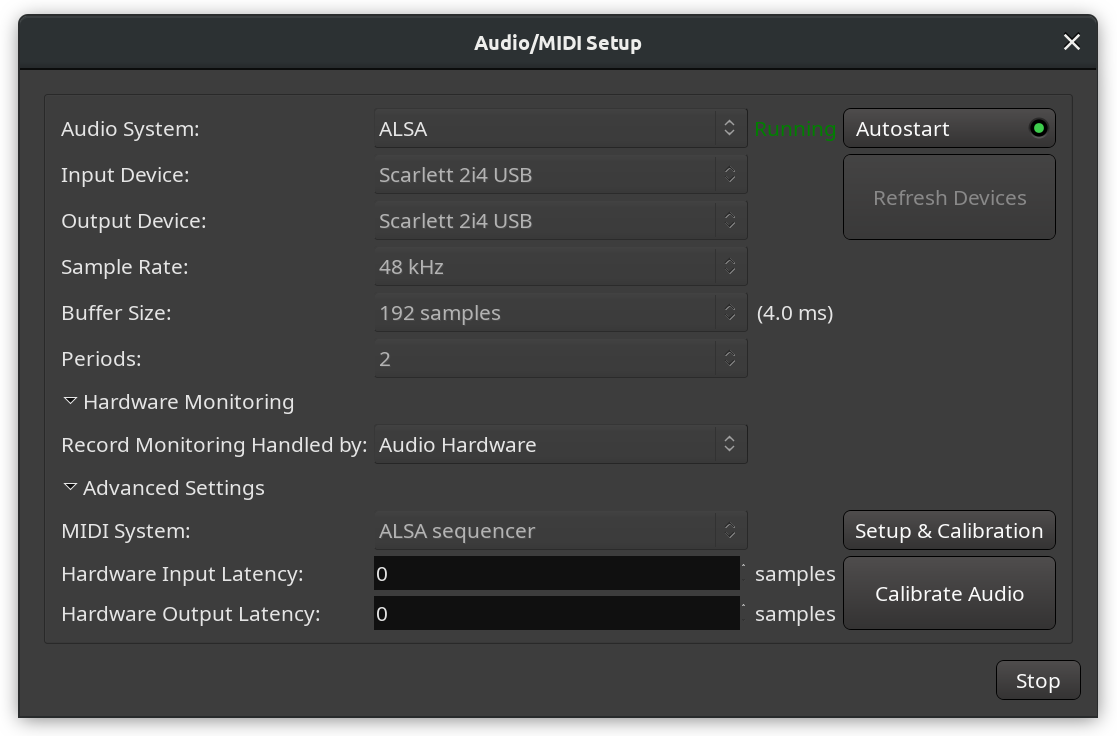 Audio/MIDI Setup
Audio System: ALSA Running Autostart
Input Device: Scarlett 2i4 USB Refresh Devices
Output Device: Scarlett 2i4 USB
Sample Rate: 48 kHz
Buffer Size: 192 samples (4.0 ms)
Periods: 2
Hardware Monitoring
Record Monitoring Handled by: Audio Hardware
Advanced Settings
MIDI System: ALSA sequencer Setup & Calibration
Hardware Input Latency: 0 samples Calibrate Audio
Hardware Output Latency: 0 samples
Stop